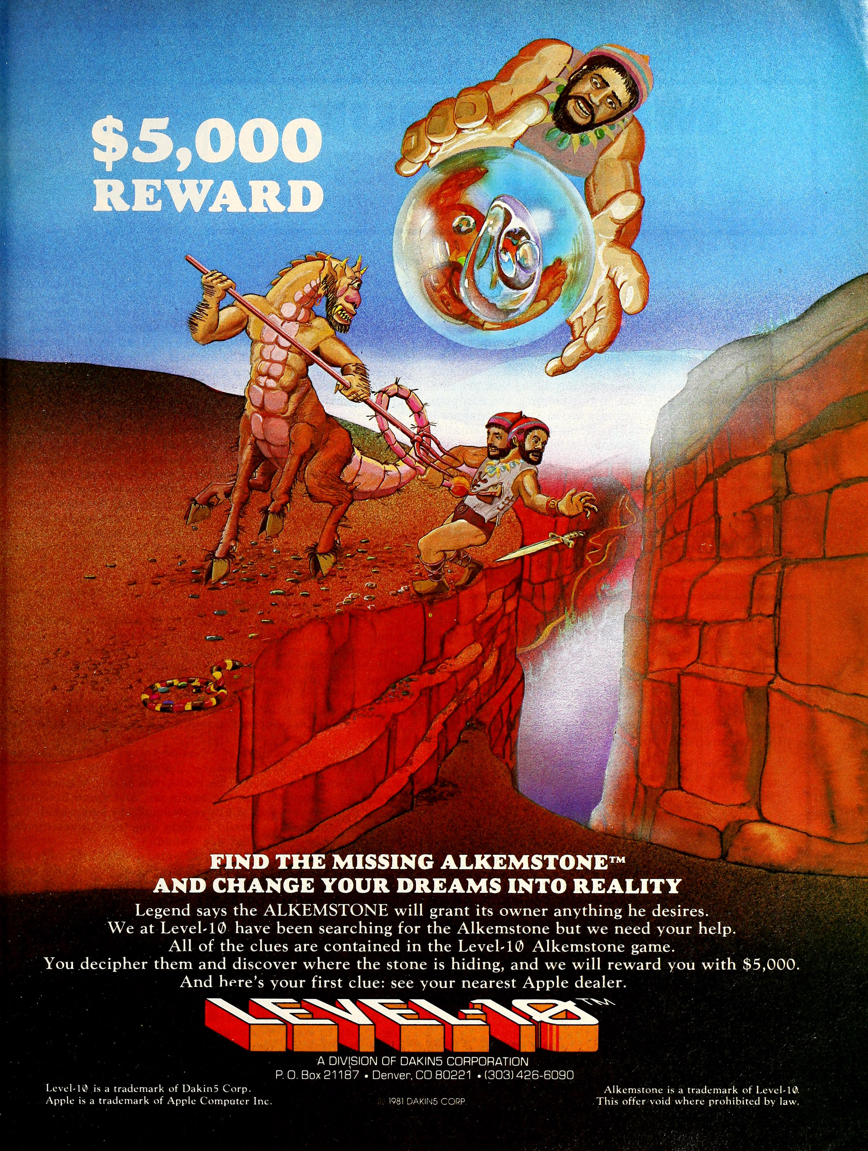 $5,000
REWARD
FIND THE MISSING ALKEMSTONE™
AND CHANGE YOUR DREAMS INTO REALITY
Legend says the ALKEMSTONE will grant its owner anything he desires.
We at Level-10 have been searching for the Alkemstone but we need your help.
All of the clues are contained in the Level-10 Alkemstone game.
You decipher them and discover where the stone is hiding, and we will reward you with $5,000.
And here's your first clue: see your nearest Apple dealer.
LEVEL-10™
A DIVISION OF DAKIN5 CORPORATION
P.O. Box 21187 • Denver, CO 80221 • (303) 426-6090
Level-10 is a trademark of Dakin5 Corp.
Apple is a trademark of Apple Computer Inc.
© 1981 DAKIN5 CORP.
Alkemstone is a trademark of Level-10.
This offer void where prohibited by law.